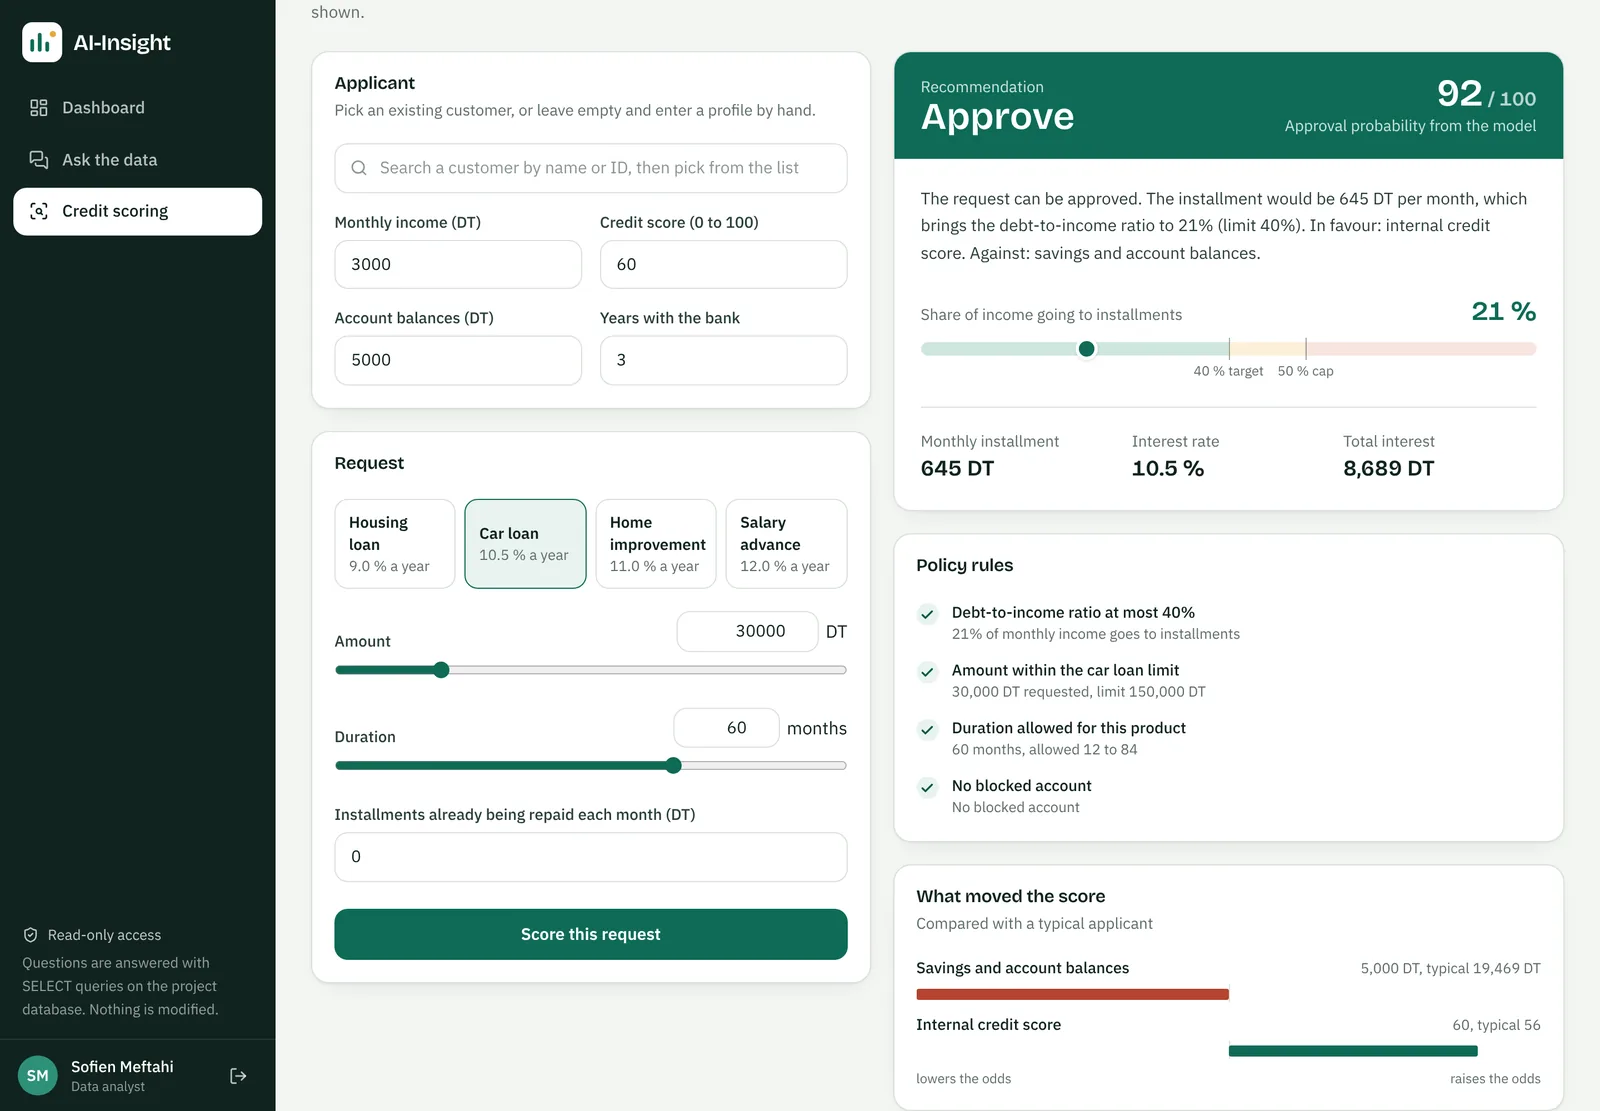 AI-Insight
Dashboard
Ask the data
Credit scoring
Read-only access
Questions are answered with
SELECT queries on the project
database. Nothing is modified.
SM
Sofien Meftahi
Data analyst
shown.
Applicant
Pick an existing customer, or leave empty and enter a profile by hand.
Search a customer by name or ID, then pick from the list
Monthly income (DT)
Credit score (0 to 100)
3000
60
Account balances (DT)
Years with the bank
5000
3
Request
Housing
loan
9.0 % a year
Car loan
10.5 % a year
Home
improvement
11.0 % a year
Salary
advance
12.0 % a year
Amount
30000 DT
Duration
60 months
Installments already being repaid each month (DT)
0
Score this request
Recommendation
Approve
92 / 100
Approval probability from the model
The request can be approved. The installment would be 645 DT per month, which
brings the debt-to-income ratio to 21% (limit 40%). In favour: internal credit
score. Against: savings and account balances.
Share of income going to installments
21 %
40 % target
50 % cap
Monthly installment
645 DT
Interest rate
10.5 %
Total interest
8,689 DT
Policy rules
Debt-to-income ratio at most 40%
21% of monthly income goes to installments
Amount within the car loan limit
30,000 DT requested, limit 150,000 DT
Duration allowed for this product
60 months, allowed 12 to 84
No blocked account
No blocked account
What moved the score
Compared with a typical applicant
Savings and account balances
5,000 DT, typical 19,469 DT
Internal credit score
60, typical 56
lowers the odds
raises the odds